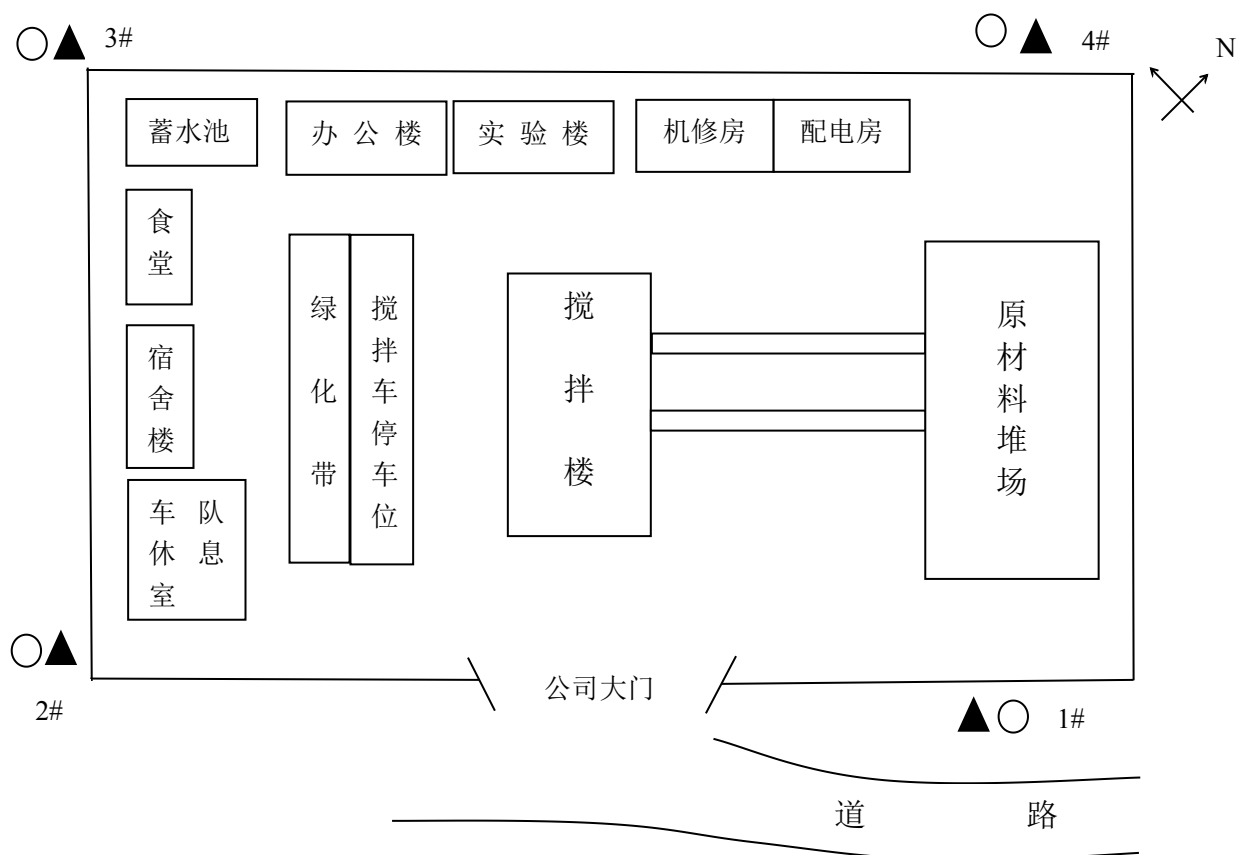 3#
4#
N
蓄水池
办公楼
实验楼
机修房
配电房
食堂
宿舍楼
车队
休息
室
绿化带
搅拌车停车位
搅拌楼
原材料堆场
公司大门
2#
1#
道路